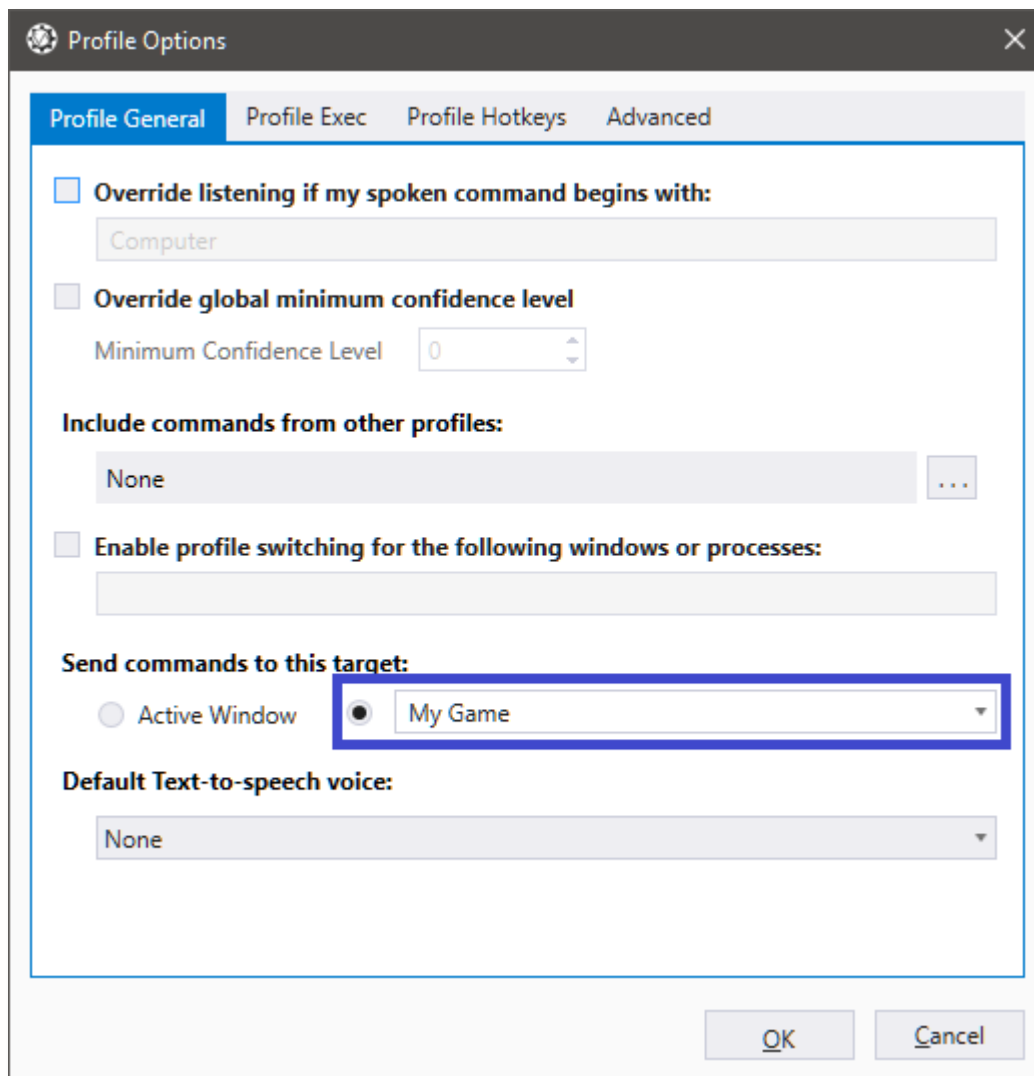 Profile Options
Profile General Profile Exec Profile Hotkeys Advanced
Override listening if my spoken command begins with:
Computer
Override global minimum confidence level
Minimum Confidence Level 0
Include commands from other profiles:
None ...
Enable profile switching for the following windows or processes:
Send commands to this target:
Active Window My Game
Default Text-to-speech voice:
None
OK Cancel